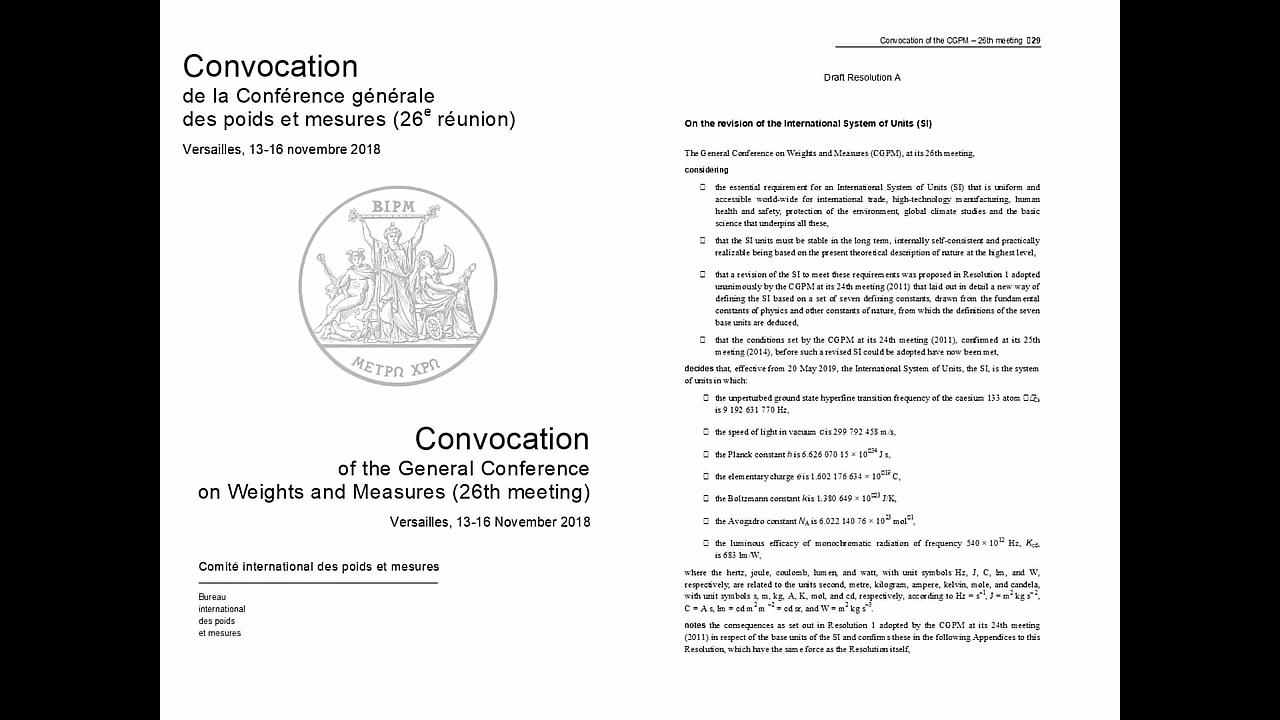 Convocation
de la Conférence générale
des poids et mesures (26e réunion)
Versailles, 13-16 novembre 2018
BIPM
ΜΕΤΡΩ ΧΡΩ
Convocation
of the General Conference
on Weights and Measures (26th meeting)
Versailles, 13-16 November 2018
Comité international des poids et mesures
Bureau
international
des poids
et mesures
Convocation of the CGPM – 26th meeting ▯29
Draft Resolution A
On the revision of the International System of Units (SI)
The General Conference on Weights and Measures (CGPM), at its 26th meeting,
considering
▯ the essential requirement for an International System of Units (SI) that is uniform and
accessible world-wide for international trade, high-technology manufacturing, human
health and safety, protection of the environment, global climate studies and the basic
science that underpins all these,
▯ that the SI units must be stable in the long term, internally self-consistent and practically
realizable being based on the present theoretical description of nature at the highest level,
▯ that a revision of the SI to meet these requirements was proposed in Resolution 1 adopted
unanimously by the CGPM at its 24th meeting (2011) that laid out in detail a new way of
defining the SI based on a set of seven defining constants, drawn from the fundamental
constants of physics and other constants of nature, from which the definitions of the seven
base units are deduced,
▯ that the conditions set by the CGPM at its 24th meeting (2011), confirmed at its 25th
meeting (2014), before such a revised SI could be adopted have now been met,
decides that, effective from 20 May 2019, the International System of Units, the SI, is the system
of units in which:
▯ the unperturbed ground state hyperfine transition frequency of the caesium 133 atom
is 9 192 631 770 Hz,
▯ the speed of light in vacuum c is 299 792 458 m/s,
▯ the Planck constant h is 6.626 070 15 × 10▯34 J s,
▯ the elementary charge e is 1.602 176 634 × 10▯19 C,
▯ the Boltzmann constant k is 1.380 649 × 10▯23 J/K,
▯ the Avogadro constant NA is 6.022 140 76 × 1023 mol▯1,
▯ the luminous efficacy of monochromatic radiation of frequency 540 × 1012 Hz, Kcd,
is 683 lm/W,
where the hertz, joule, coulomb, lumen, and watt, with unit symbols Hz, J, C, lm, and W,
respectively, are related to the units second, metre, kilogram, ampere, kelvin, mole, and candela,
with unit symbols s, m, kg, A, K, mol, and cd, respectively, according to Hz = s–1, J = m2 kg s–2,
C = A s, lm = cd m2 m–2 = cd sr, and W = m2 kg s–3.
notes the consequences as set out in Resolution 1 adopted by the CGPM at its 24th meeting
(2011) in respect of the base units of the SI and confirms these in the following Appendices to this
Resolution, which have the same force as the Resolution itself,